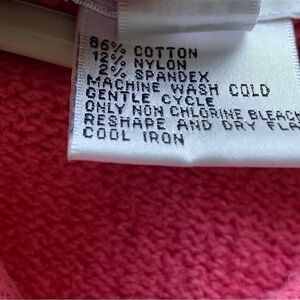 86% COTTON
12% NYLON
2% SPANDEX
MACHINE WASH COLD
GENTLE CYCLE
ONLY NON CHLORINE BLEACH
RESHAPE AND DRY
COOL IRON